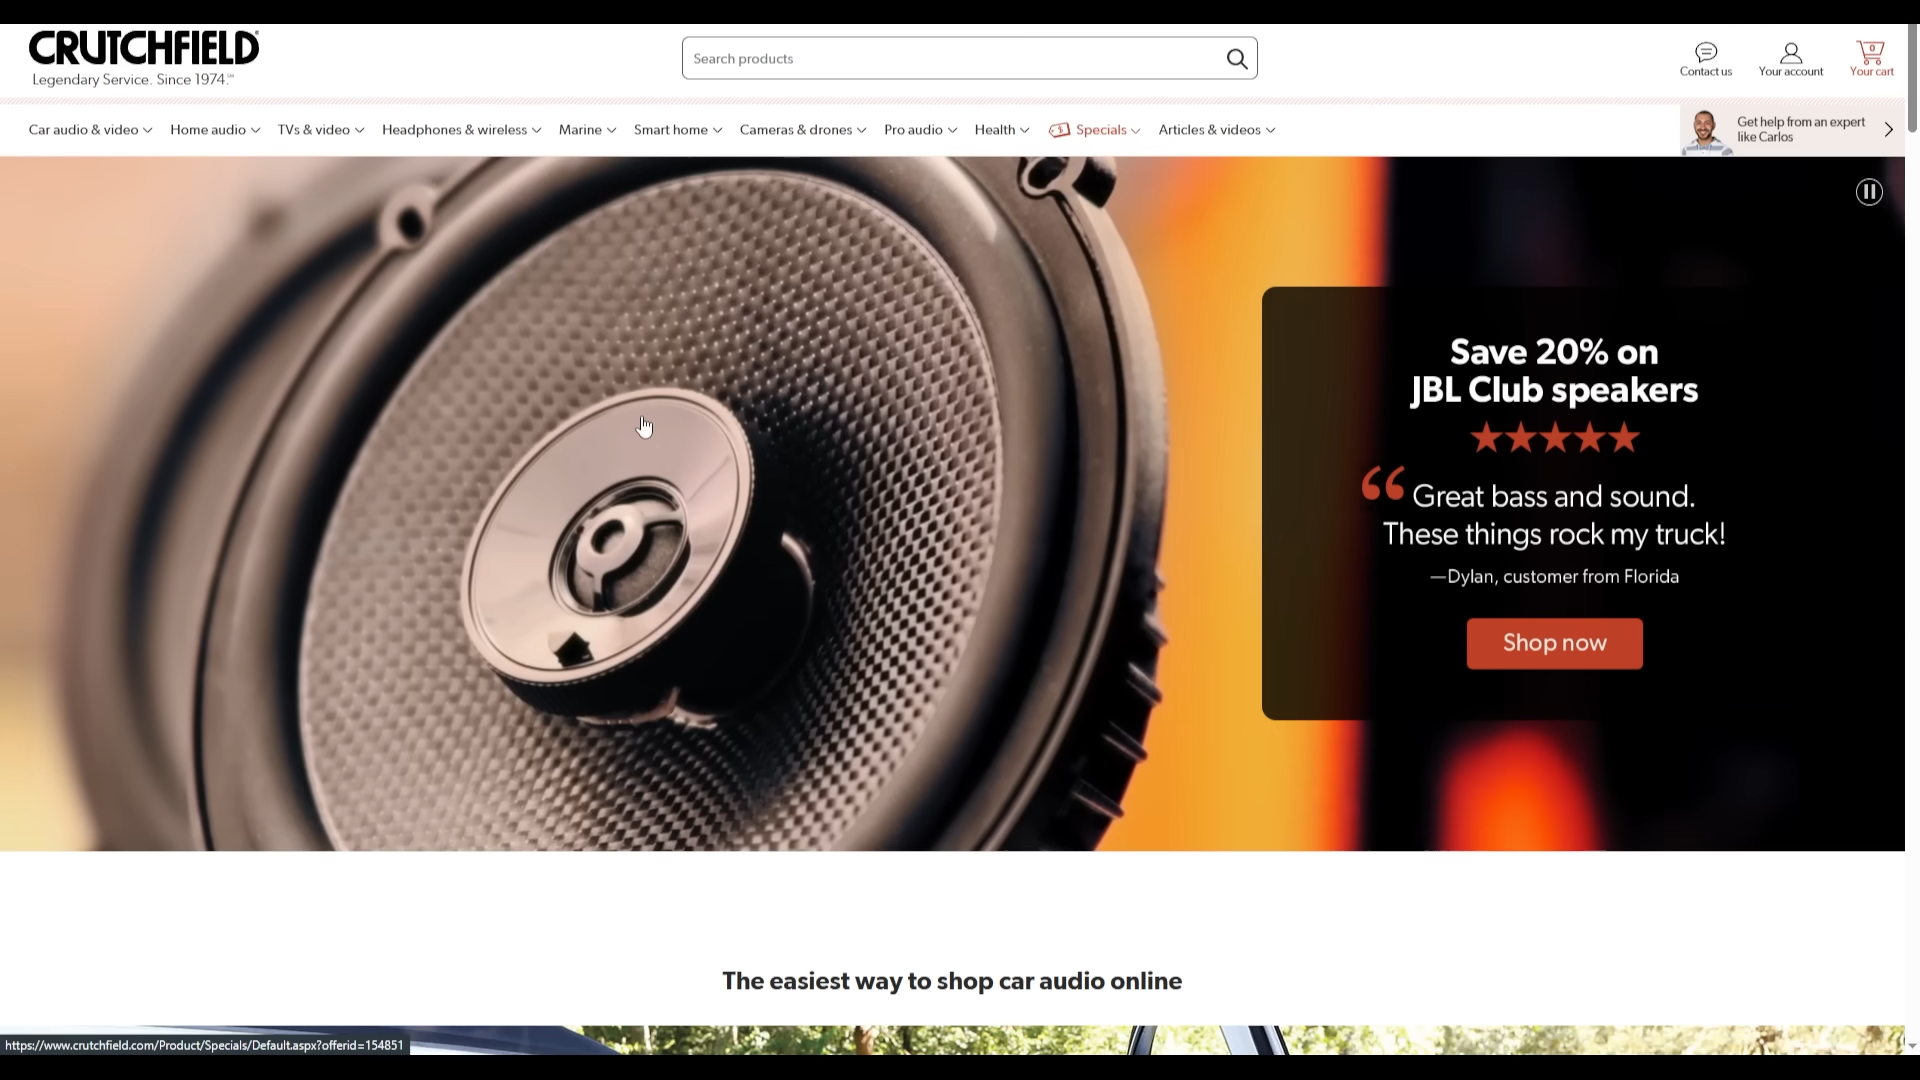 CRUTCHFIELD
Legendary Service. Since 1974.℠
Search products
Contact us
Your account
0
Your cart
Car audio & video
Home audio
TVs & video
Headphones & wireless
Marine
Smart home
Cameras & drones
Pro audio
Health
$
Specials
Articles & videos
Get help from an expert
like Carlos
Save 20% on
JBL Club speakers
“ Great bass and sound.
These things rock my truck!
—Dylan, customer from Florida
Shop now
The easiest way to shop car audio online
https://www.crutchfield.com/Product/Specials/Default.aspx?offerid=154851